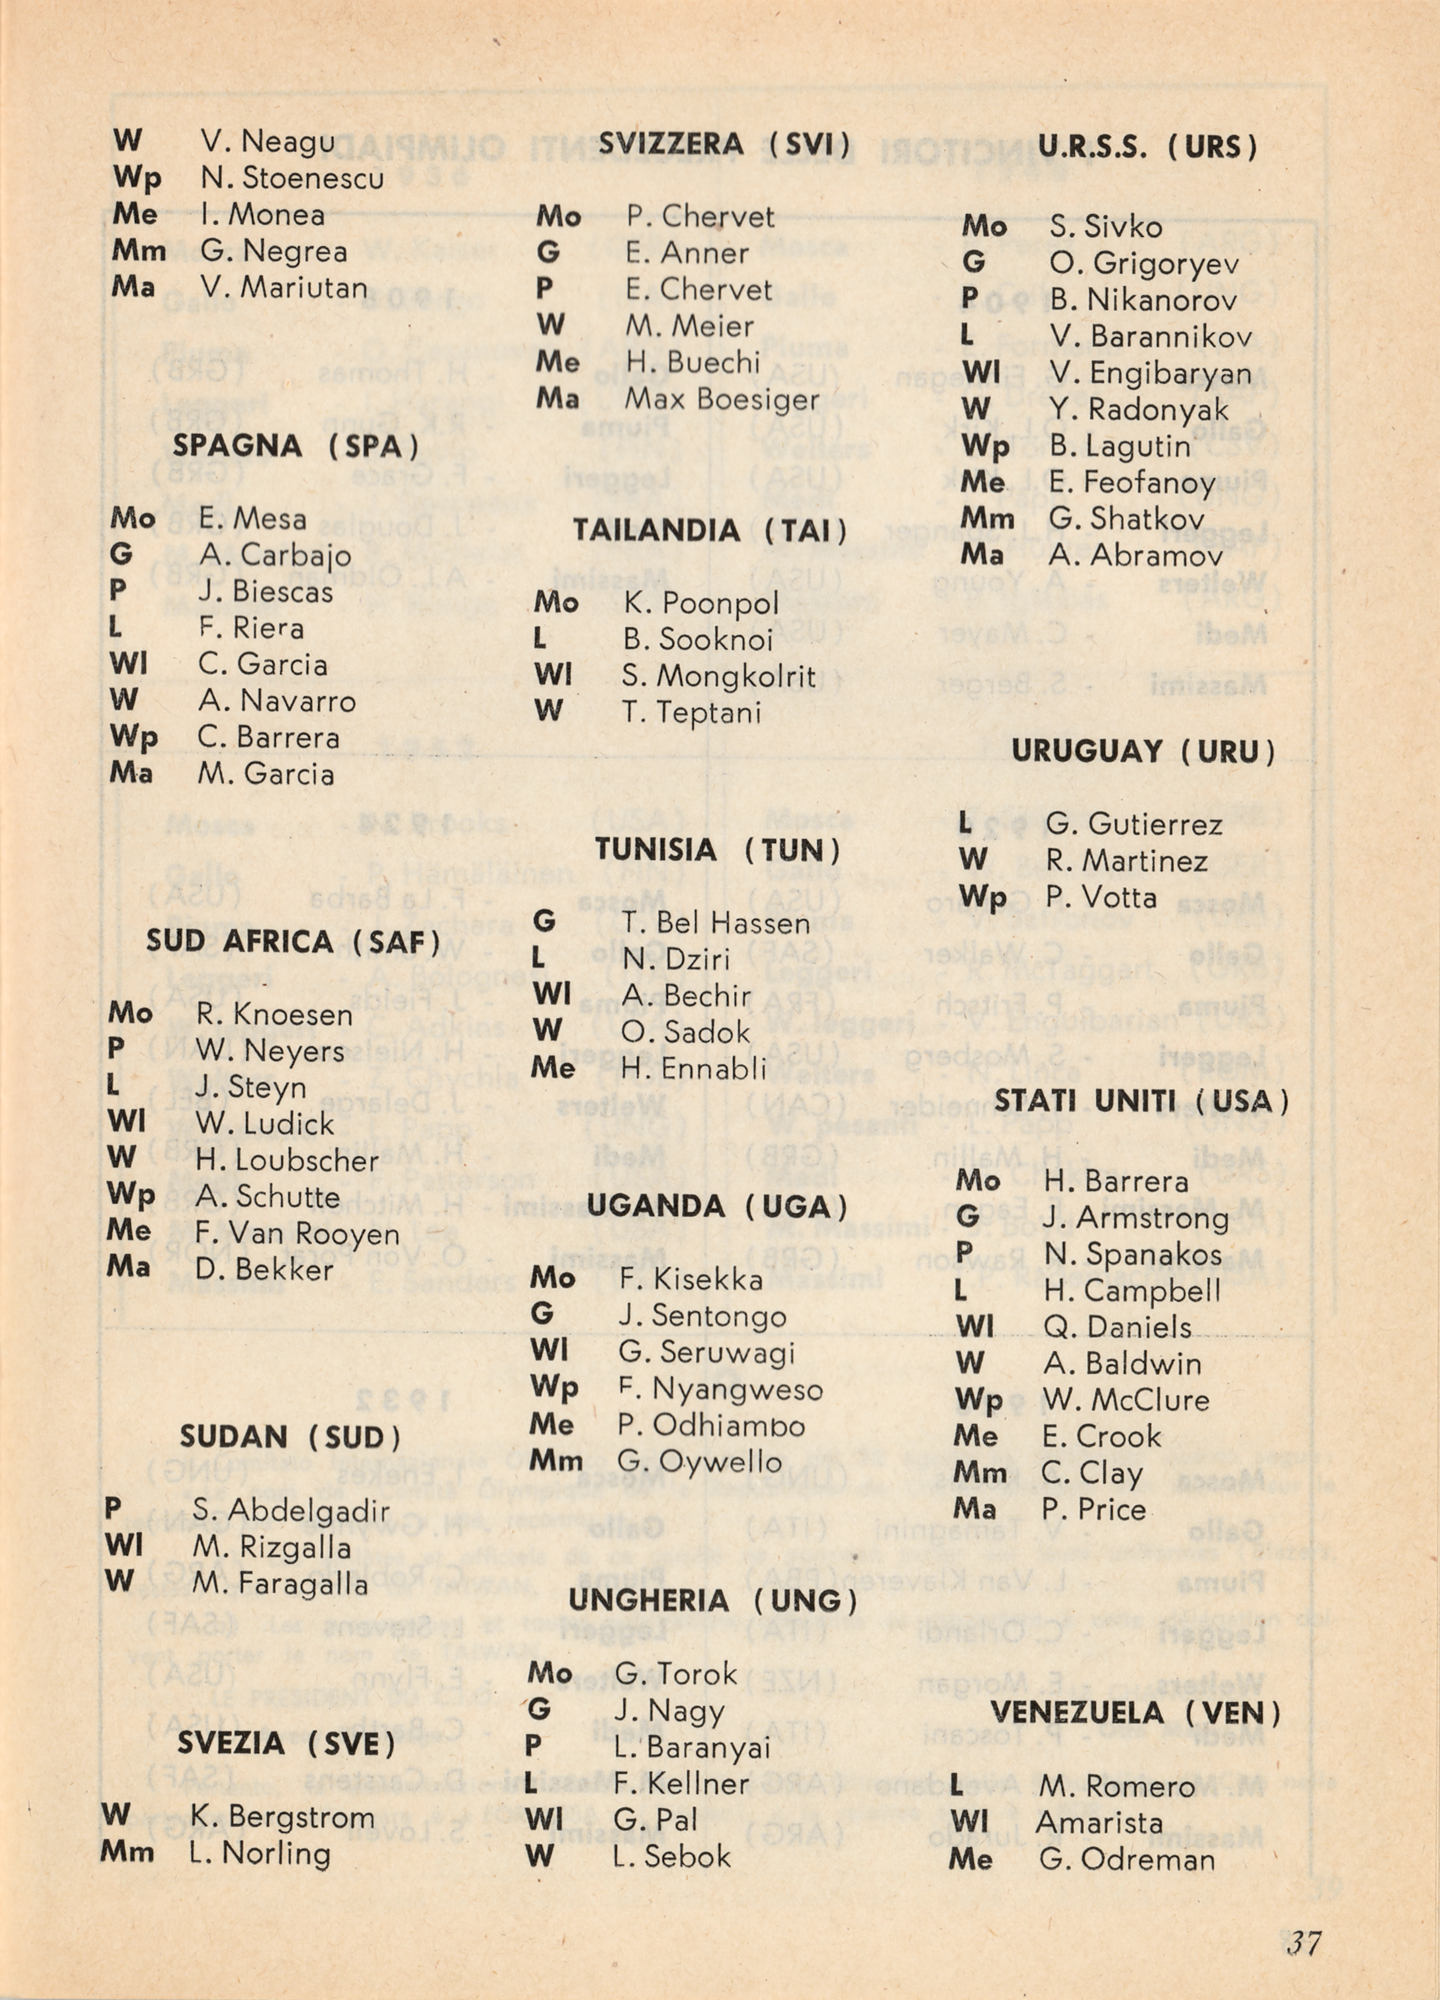 W V. Neagu
Wp N. Stoenescu
Me I. Monea
Mm G. Negrea
Ma V. Mariutan
SPAGNA (SPA)
Mo E. Mesa
G A. Carbajo
P J. Biescas
L F. Riera
Wl C. Garcia
W A. Navarro
Wp C. Barrera
Ma M. Garcia
SUD AFRICA (SAF)
Mo R. Knoesen
P W. Neyers
L J. Steyn
Wl W. Ludick
W H. Loubscher
Wp A. Schutte
Me F. Van Rooyen
Ma D. Bekker
SUDAN (SUD)
P S. Abdelgadir
Wl M. Rizgalla
W M. Faragalla
SVEZIA (SVE)
W K. Bergstrom
Mm L. Norling
SVIZZERA (SVI)
Mo P. Chervet
G E. Anner
P E. Chervet
W M. Meier
Me H. Buechi
Ma Max Boesiger
TAILANDIA (TAI)
Mo K. Poonpol
L B. Sooknoi
Wl S. Mongkolrit
W T. Teptani
TUNISIA (TUN)
G T. Bel Hassen
L N. Dziri
Wl A. Bechir
W O. Sadok
Me H. Ennabli
UGANDA (UGA)
Mo F. Kisekka
G J. Sentongo
Wl G. Seruwagi
Wp F. Nyangweso
Me P. Odhiambo
Mm G. Oywello
UNGHERIA (UNG)
Mo G. Torok
G J. Nagy
P L. Baranyai
L F. Kellner
Wl G. Pal
W L. Sebok
U.R.S.S. (URS)
Mo S. Sivko
G O. Grigoryev
P B. Nikanorov
L V. Barannikov
Wl V. Engibaryan
W Y. Radonyak
Wp B. Lagutin
Me E. Feofanoy
Mm G. Shatkov
Ma A. Abramov
URUGUAY (URU)
L G. Gutierrez
W R. Martinez
Wp P. Votta
STATI UNITI (USA)
Mo H. Barrera
G J. Armstrong
P N. Spanakos
L H. Campbell
Wl Q. Daniels
W A. Baldwin
Wp W. McClure
Me E. Crook
Mm C. Clay
Ma P. Price
VENEZUELA (VEN)
L M. Romero
Wl Amarista
Me G. Odreman
37